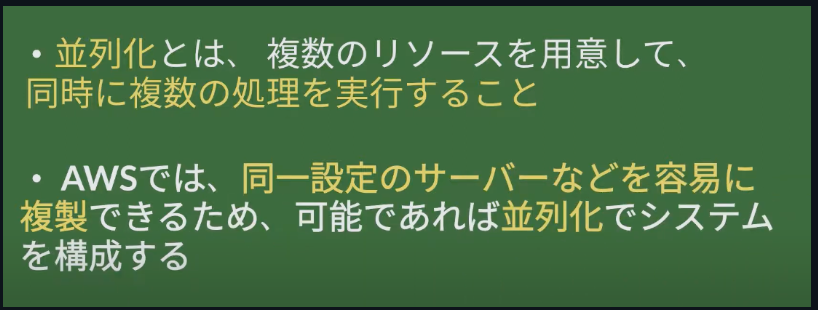 ・並列化とは、 複数のリソースを用意して、
同時に複数の処理を実行すること
・ AWSでは、同一設定のサーバーなどを容易に
複製できるため、可能であれば並列化でシステム
を構成する